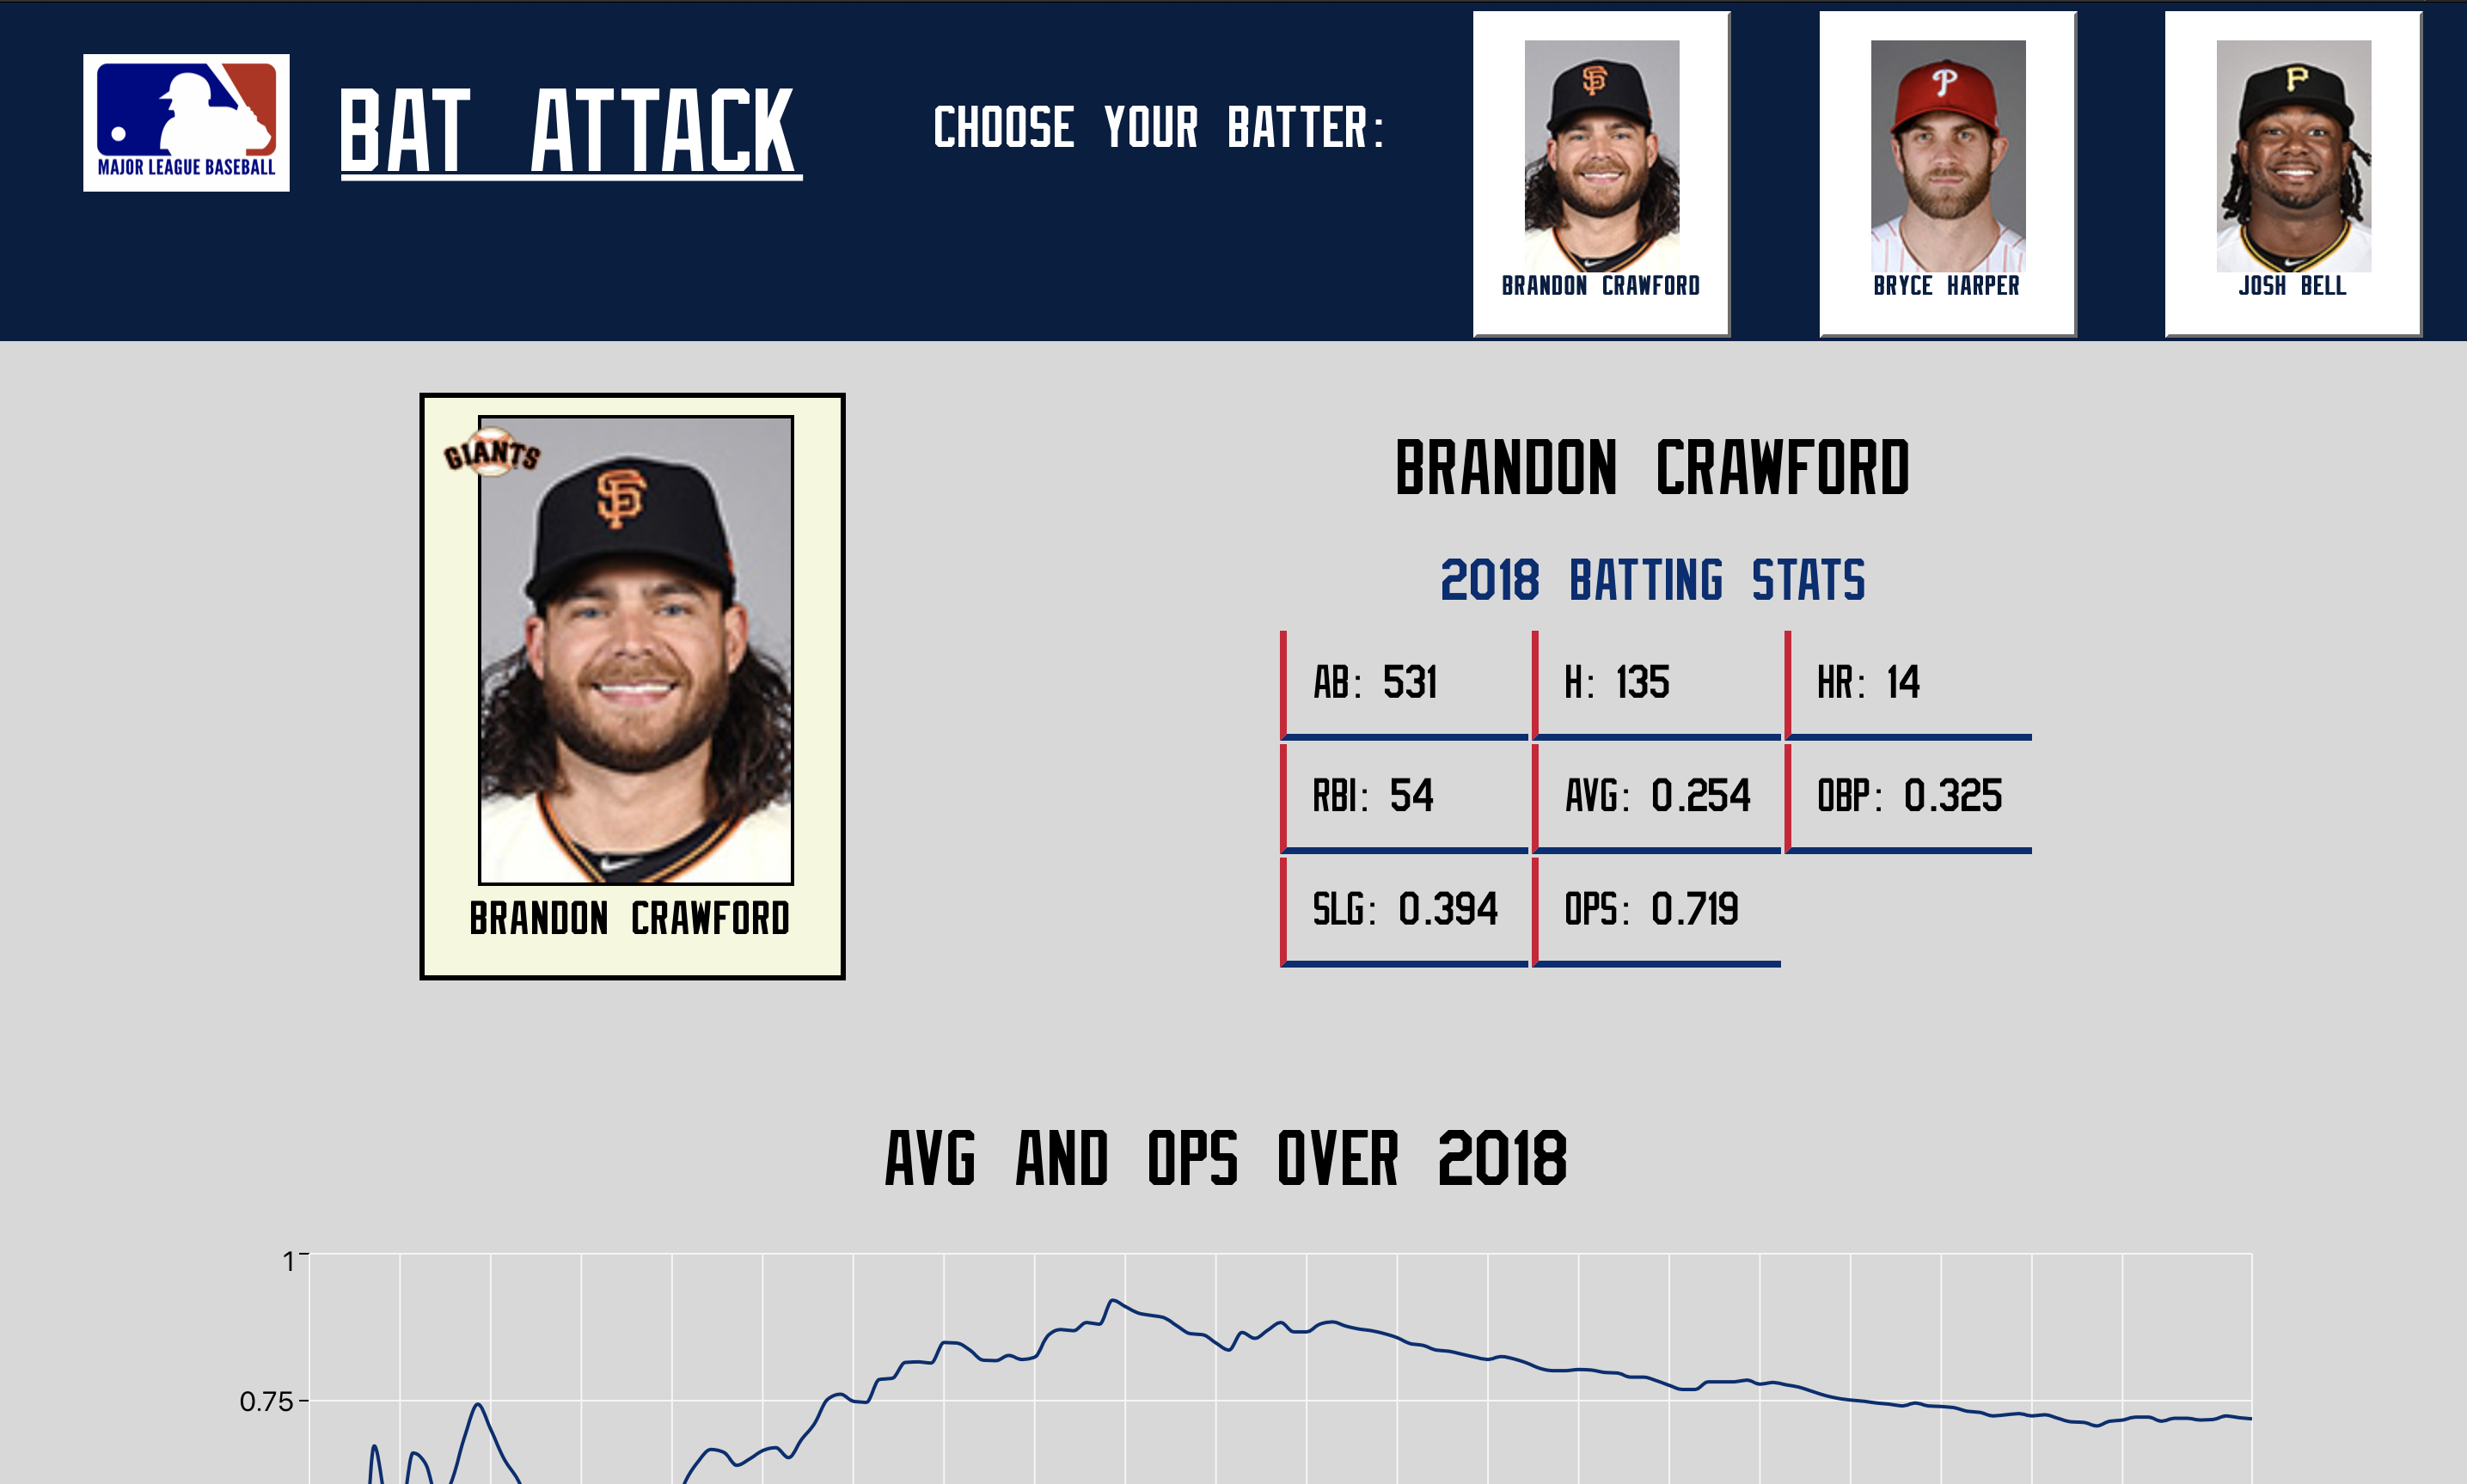 MAJOR LEAGUE BASEBALL
BAT ATTACK
CHOOSE YOUR BATTER:
SF
BRANDON CRAWFORD
P
BRYCE HARPER
P
JOSH BELL
GIANTS
SF
BRANDON CRAWFORD
BRANDON CRAWFORD
2018 BATTING STATS
AB: 531
H: 135
HR: 14
RBI: 54
AVG: 0.254
OBP: 0.325
SLG: 0.394
OPS: 0.719
AVG AND OPS OVER 2018
1
0.75